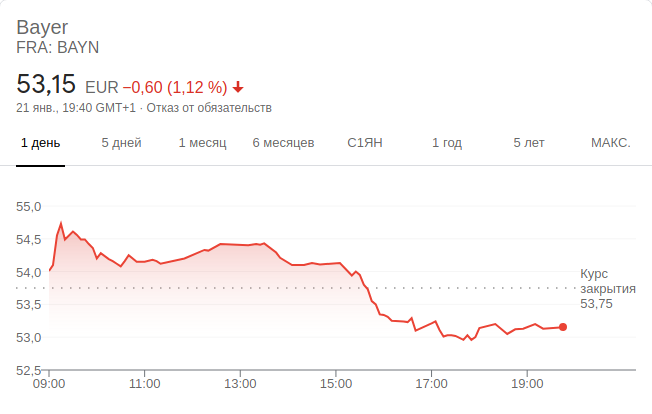 Bayer
FRA: BAYN
53,15 EUR −0,60 (1,12 %)
21 янв., 19:40 GMT+1 · Отказ от обязательств
1 день 5 дней 1 месяц 6 месяцев С1ЯН 1 год 5 лет МАКС.
55,0
54,5
54,0
53,5
53,0
52,5
Курс
закрытия
53,75
09:00 11:00 13:00 15:00 17:00 19:00